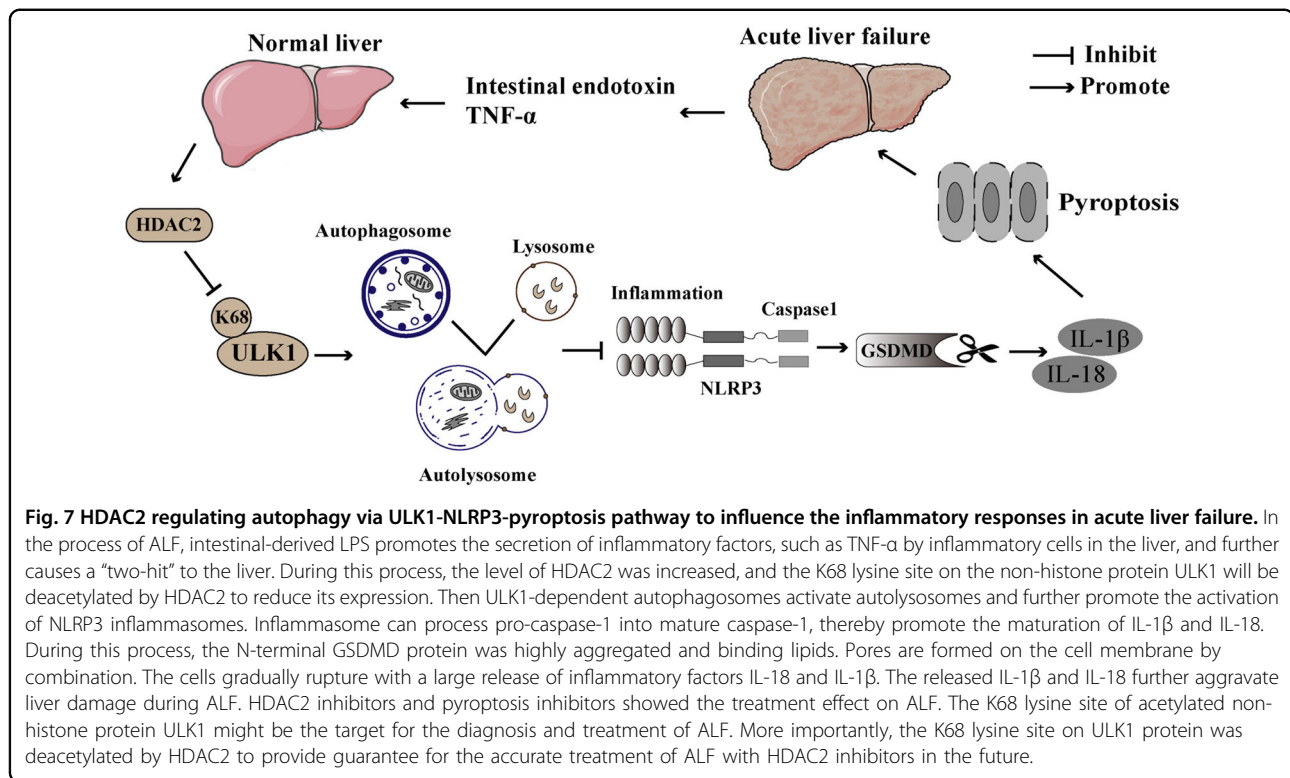 Normal liver
Acute liver failure
Inhibit
Promote
Intestinal endotoxin
TNF-α
HDAC2
Autophagosome
Lysosome
Pyroptosis
K68
ULK1
Inflammation
Caspase1
NLRP3
GSDMD
IL-1β
IL-18
Autolysosome
Fig. 7 HDAC2 regulating autophagy via ULK1-NLRP3-pyroptosis pathway to influence the inflammatory responses in acute liver failure. In
the process of ALF, intestinal-derived LPS promotes the secretion of inflammatory factors, such as TNF-α by inflammatory cells in the liver, and further
causes a “two-hit” to the liver. During this process, the level of HDAC2 was increased, and the K68 lysine site on the non-histone protein ULK1 will be
deacetylated by HDAC2 to reduce its expression. Then ULK1-dependent autophagosomes activate autolysosomes and further promote the activation
of NLRP3 inflammasomes. Inflammasome can process pro-caspase-1 into mature caspase-1, thereby promote the maturation of IL-1β and IL-18.
During this process, the N-terminal GSDMD protein was highly aggregated and binding lipids. Pores are formed on the cell membrane by
combination. The cells gradually rupture with a large release of inflammatory factors IL-18 and IL-1β. The released IL-1β and IL-18 further aggravate
liver damage during ALF. HDAC2 inhibitors and pyroptosis inhibitors showed the treatment effect on ALF. The K68 lysine site of acetylated non-
histone protein ULK1 might be the target for the diagnosis and treatment of ALF. More importantly, the K68 lysine site on ULK1 protein was
deacetylated by HDAC2 to provide guarantee for the accurate treatment of ALF with HDAC2 inhibitors in the future.